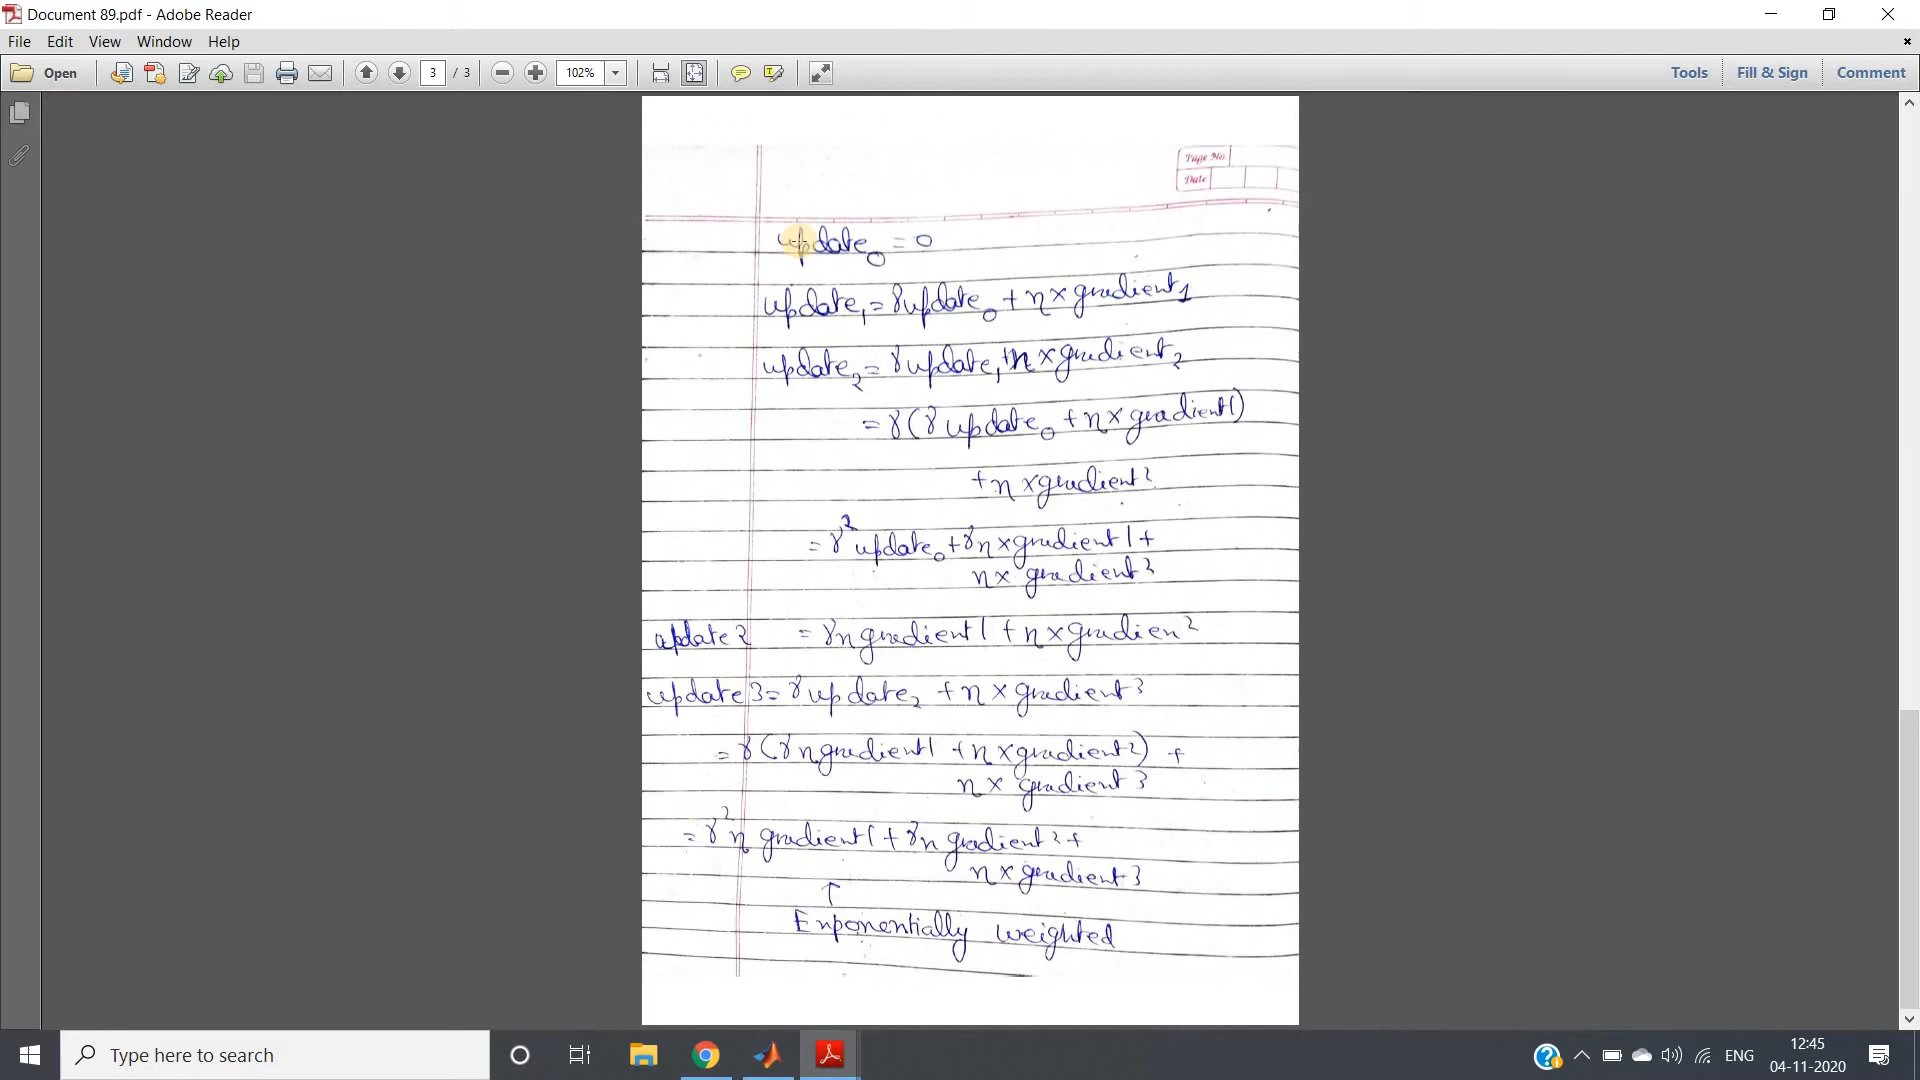 Document 89.pdf - Adobe Reader
File Edit View Window Help
Open 3 / 3 102% Tools Fill & Sign Comment
Page No.
Date
update₀ = 0
update₁ = γupdate₀ + η × gradient1
update₂ = γupdate₁ + η × gradient₂
= γ(γ update₀ + η × gradient1)
+ η × gradient2
= γ² update₀ + γη × gradient1 +
η × gradient2
update2 = γη gradient1 + η × gradien2
update3 = γ update₂ + η × gradient3
= γ(γ η gradient1 + η × gradient2) +
η × gradient3
= γ²η gradient1 + γη gradient2 +
η × gradient3
↑
Exponentially weighted
Type here to search
ENG
12:45
04-11-2020